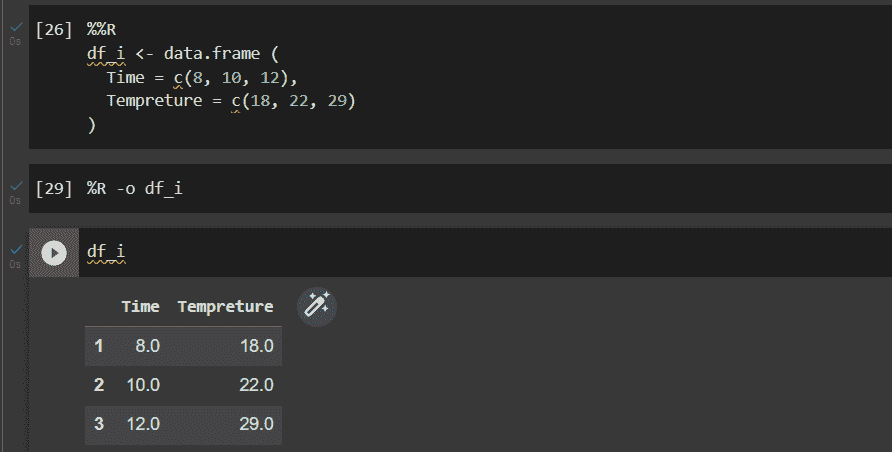 [26] %%R
df_i <- data.frame (
Time = c(8, 10, 12),
Tempreture = c(18, 22, 29)
)
0s
[29] %R -o df_i
0s
df_i
0s
Time Tempreture
1 8.0 18.0
2 10.0 22.0
3 12.0 29.0